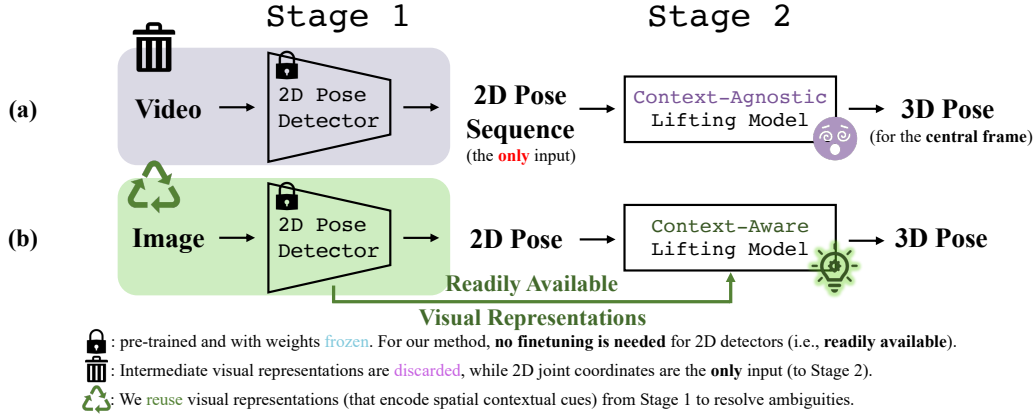 Stage 1 Stage 2
(a) Video 2D Pose Detector 2D Pose Sequence (the only input) Context-Agnostic Lifting Model 3D Pose (for the central frame)
(b) Image 2D Pose Detector 2D Pose Context-Aware Lifting Model 3D Pose
Readily Available
Visual Representations
: pre-trained and with weights frozen. For our method, no finetuning is needed for 2D detectors (i.e., readily available).
: Intermediate visual representations are discarded, while 2D joint coordinates are the only input (to Stage 2).
: We reuse visual representations (that encode spatial contextual cues) from Stage 1 to resolve ambiguities.